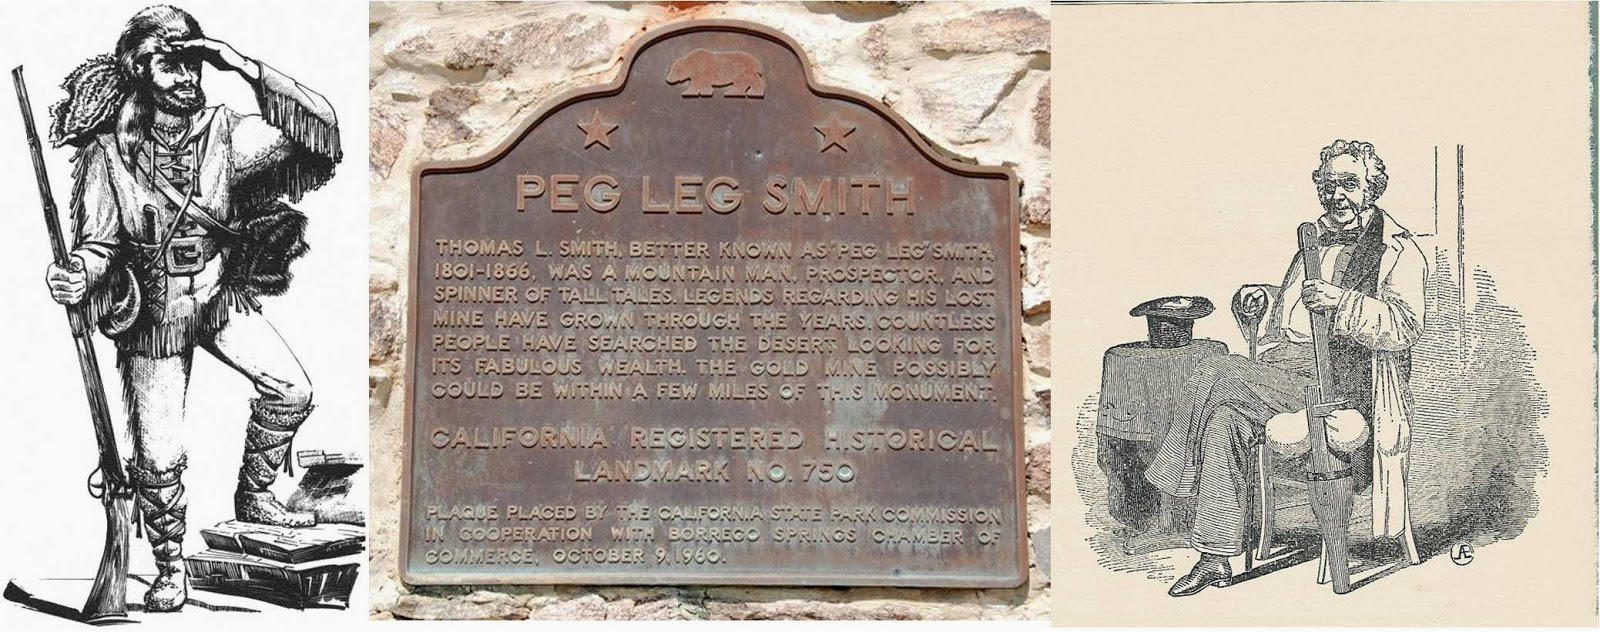 PEG LEG SMITH
THOMAS L. SMITH, BETTER KNOWN AS "PEG LEG" SMITH,
1801-1866, WAS A MOUNTAIN MAN, PROSPECTOR, AND
SPINNER OF TALL TALES. LEGENDS REGARDING HIS LOST
MINE HAVE GROWN THROUGH THE YEARS. COUNTLESS
PEOPLE HAVE SEARCHED THE DESERT LOOKING FOR
ITS FABULOUS WEALTH. THE GOLD MINE POSSIBLY
COULD BE WITHIN A FEW MILES OF THIS MONUMENT.
CALIFORNIA REGISTERED HISTORICAL
LANDMARK NO. 750
PLAQUE PLACED BY THE CALIFORNIA STATE PARK COMMISSION
IN COOPERATION WITH BORREGO SPRINGS CHAMBER OF
COMMERCE, OCTOBER 9, 1960.